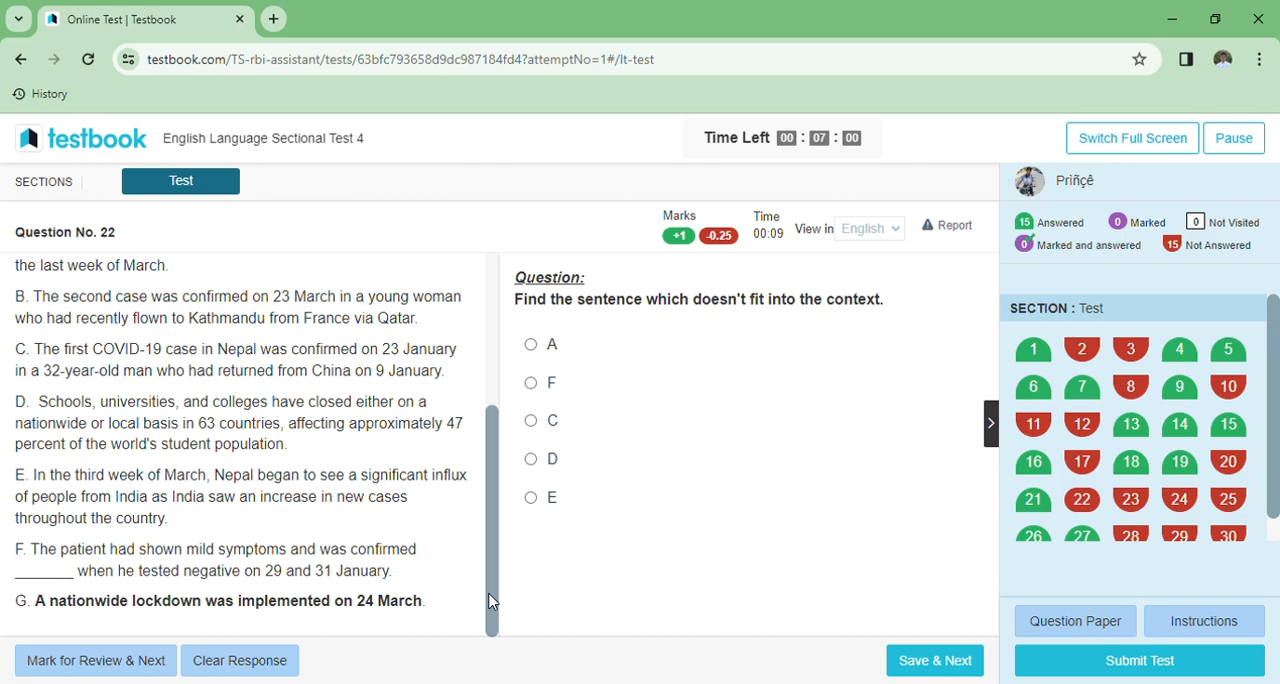 Online Test | Testbook
testbook.com/TS-rbi-assistant/tests/63bfc793658d9dc987184fd4?attemptNo=1#/lt-test
History
testbook English Language Sectional Test 4 Time Left 00 : 07 : 00 Switch Full Screen Pause
SECTIONS Test Priñçê
Question No. 22
Marks
+1 -0.25
Time
00:09
View in English
Report
15 Answered 0 Marked 0 Not Visited
0 Marked and answered 15 Not Answered
the last week of March.
B. The second case was confirmed on 23 March in a young woman
who had recently flown to Kathmandu from France via Qatar.
C. The first COVID-19 case in Nepal was confirmed on 23 January
in a 32-year-old man who had returned from China on 9 January.
D. Schools, universities, and colleges have closed either on a
nationwide or local basis in 63 countries, affecting approximately 47
percent of the world's student population.
E. In the third week of March, Nepal began to see a significant influx
of people from India as India saw an increase in new cases
throughout the country.
F. The patient had shown mild symptoms and was confirmed
_______ when he tested negative on 29 and 31 January.
G. A nationwide lockdown was implemented on 24 March.
Question:
Find the sentence which doesn't fit into the context.
A
F
C
D
E
SECTION : Test
1 2 3 4 5
6 7 8 9 10
11 12 13 14 15
16 17 18 19 20
21 22 23 24 25
26 27 28 29 30
Question Paper Instructions
Mark for Review & Next Clear Response Save & Next Submit Test